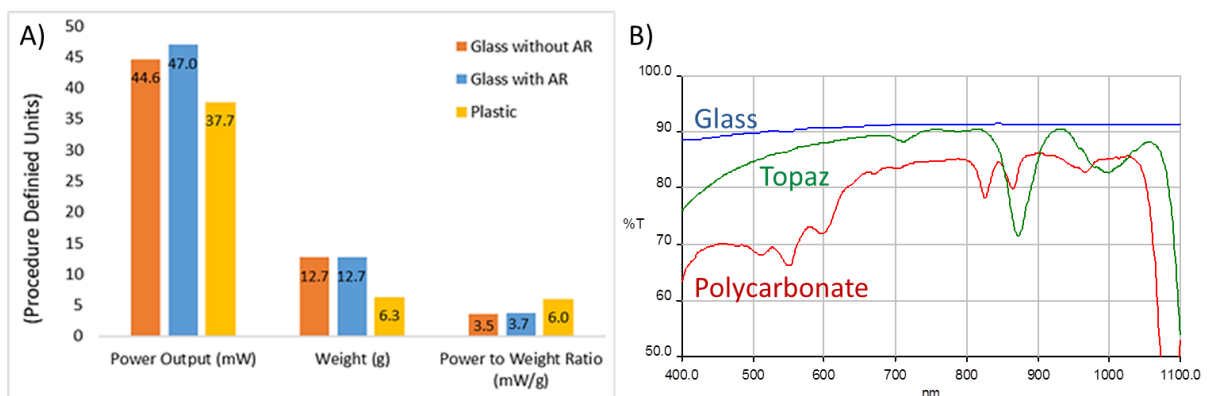 A)
(Procedure Definied Units)
50
45
40
35
30
25
20
15
10
5
0
44.6
47.0
37.7
12.7
12.7
6.3
3.5
3.7
6.0
Power Output (mW)
Weight (g)
Power to Weight Ratio
(mW/g)
Glass without AR
Glass with AR
Plastic
B)
%T
100.0
90
80
70
60
50.0
Glass
Topaz
Polycarbonate
400.0
500
600
700
800
900
1000
1100.0
nm